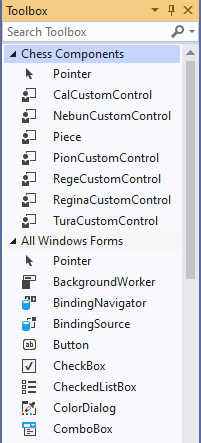 Toolbox
Search Toolbox
Chess Components
Pointer
CalCustomControl
NebunCustomControl
Piece
PionCustomControl
RegeCustomControl
ReginaCustomControl
TuraCustomControl
All Windows Forms
Pointer
BackgroundWorker
BindingNavigator
BindingSource
Button
CheckBox
CheckedListBox
ColorDialog
ComboBox